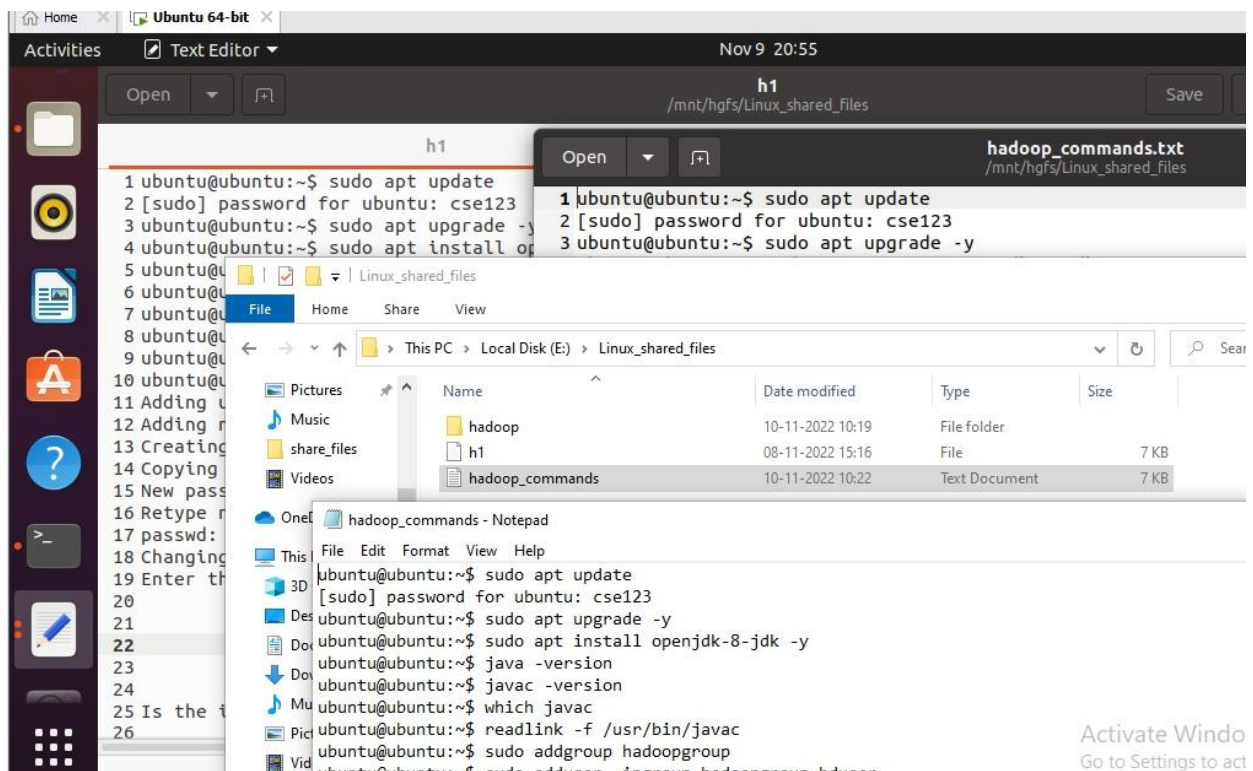 Home
Ubuntu 64-bit
Activities Text Editor Nov 9 20:55
Open h1 Save
/mnt/hgfs/Linux_shared_files
h1
1 ubuntu@ubuntu:~$ sudo apt update
2 [sudo] password for ubuntu: cse123
3 ubuntu@ubuntu:~$ sudo apt upgrade -y
4 ubuntu@ubuntu:~$ sudo apt install op
5 ubuntu@u
6 ubuntu@u
7 ubuntu@u
8 ubuntu@u
9 ubuntu@u
10 ubuntu@u
11 Adding u
12 Adding
13 Creating
14 Copying
15 New pass
16 Retype
17 passwd:
18 Changing
19 Enter th
20
21
22
23
24
25 Is the i
26
Open hadoop_commands.txt
/mnt/hgfs/Linux_shared_files
1 ubuntu@ubuntu:~$ sudo apt update
2 [sudo] password for ubuntu: cse123
3 ubuntu@ubuntu:~$ sudo apt upgrade -y
Linux_shared_files
File Home Share View
This PC > Local Disk (E:) > Linux_shared_files Sear
Pictures
Music
share_files
Videos
OneD
This
3D
Des
Doc
Dov
Mu
Pic
Vid
Name Date modified Type Size
hadoop 10-11-2022 10:19 File folder
h1 08-11-2022 15:16 File 7 KB
hadoop_commands 10-11-2022 10:22 Text Document 7 KB
hadoop_commands - Notepad
File Edit Format View Help
ubuntu@ubuntu:~$ sudo apt update
[sudo] password for ubuntu: cse123
ubuntu@ubuntu:~$ sudo apt upgrade -y
ubuntu@ubuntu:~$ sudo apt install openjdk-8-jdk -y
ubuntu@ubuntu:~$ java -version
ubuntu@ubuntu:~$ javac -version
ubuntu@ubuntu:~$ which javac
ubuntu@ubuntu:~$ readlink -f /usr/bin/javac
ubuntu@ubuntu:~$ sudo addgroup hadoopgroup
Activate Windo
Go to Settings to act